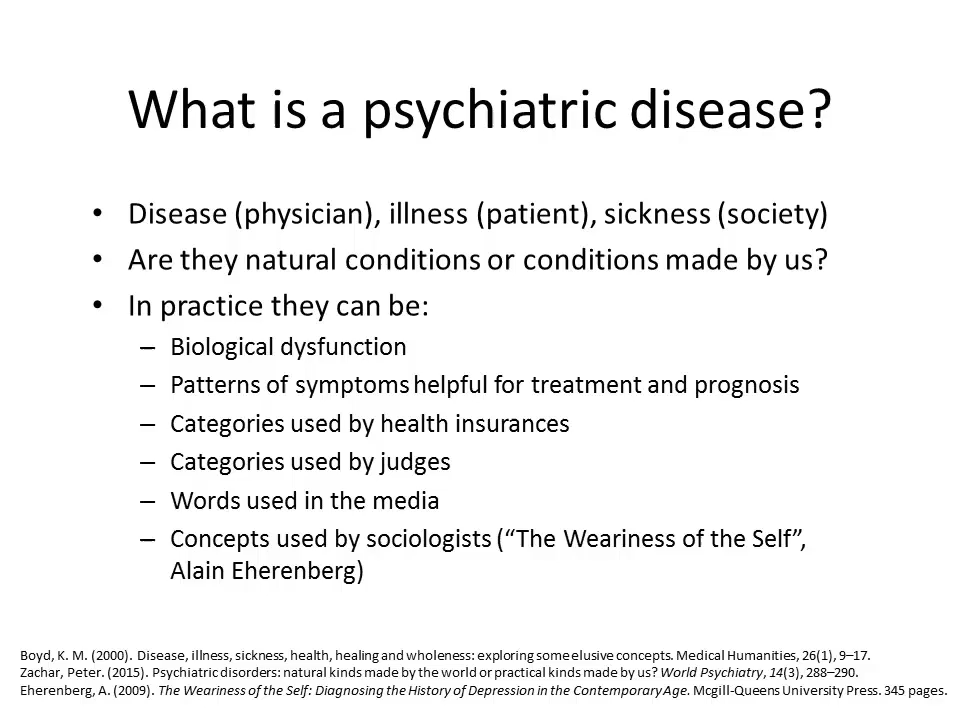 What is a psychiatric disease?
• Disease (physician), illness (patient), sickness (society)
• Are they natural conditions or conditions made by us?
• In practice they can be:
– Biological dysfunction
– Patterns of symptoms helpful for treatment and prognosis
– Categories used by health insurances
– Categories used by judges
– Words used in the media
– Concepts used by sociologists (“The Weariness of the Self”,
Alain Eherenberg)
Boyd, K. M. (2000). Disease, illness, sickness, health, healing and wholeness: exploring some elusive concepts. Medical Humanities, 26(1), 9–17.
Zachar, Peter. (2015). Psychiatric disorders: natural kinds made by the world or practical kinds made by us? World Psychiatry, 14(3), 288–290.
Eherenberg, A. (2009). The Weariness of the Self: Diagnosing the History of Depression in the Contemporary Age. Mcgill-Queens University Press. 345 pages.